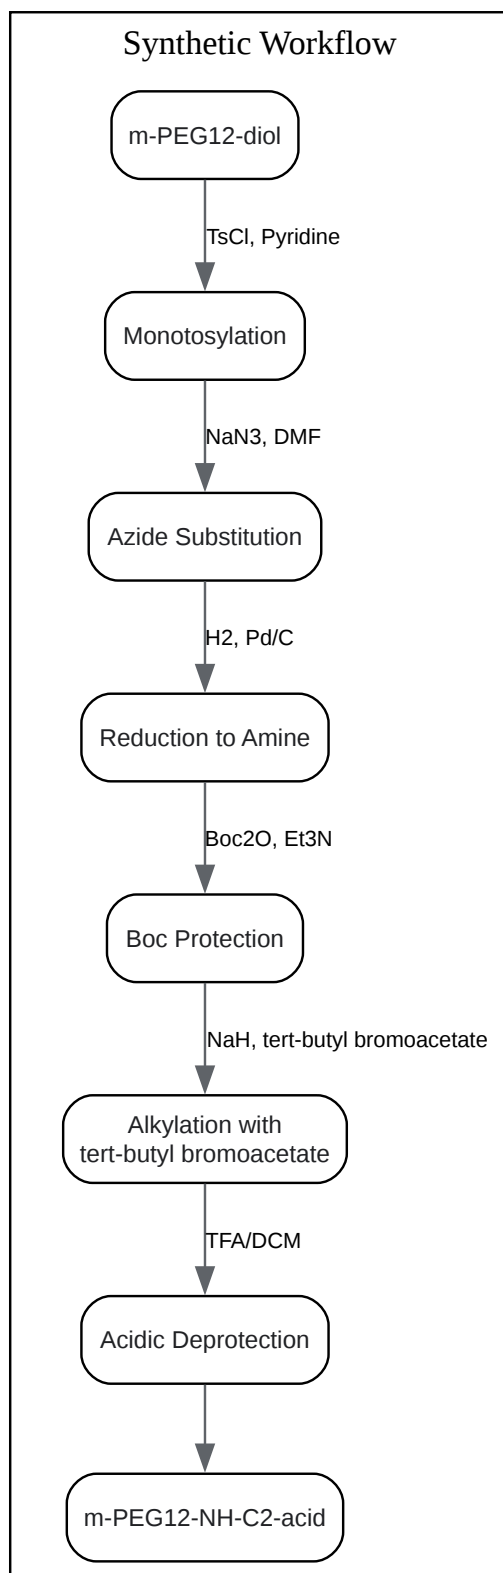 Synthetic Workflow
m-PEG12-diol
TsCl, Pyridine
Monotosylation
NaN3, DMF
Azide Substitution
H2, Pd/C
Reduction to Amine
Boc2O, Et3N
Boc Protection
NaH, tert-butyl bromoacetate
Alkylation with
tert-butyl bromoacetate
TFA/DCM
Acidic Deprotection
m-PEG12-NH-C2-acid